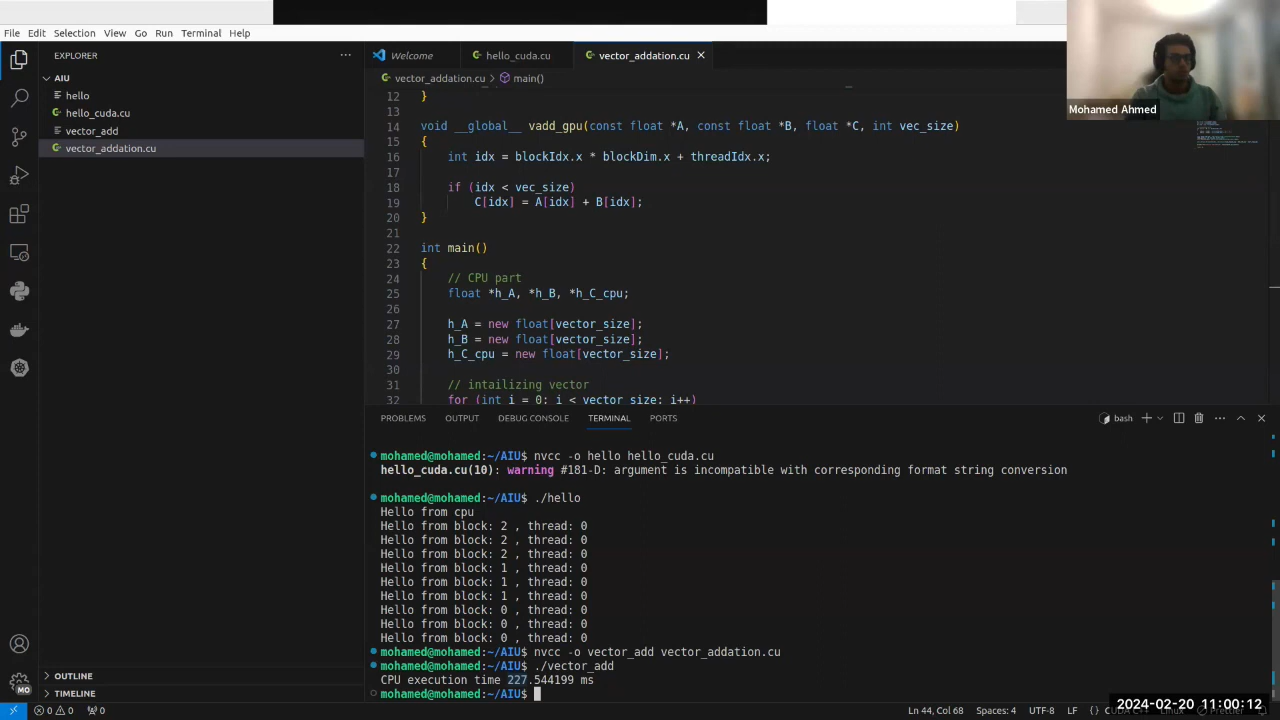 File Edit Selection View Go Run Terminal Help
EXPLORER
AIU
hello
hello_cuda.cu
vector_add
vector_addation.cu
OUTLINE
TIMELINE
MO
Welcome
hello_cuda.cu
vector_addation.cu
vector_addation.cu > main()
12 }
13
14 void __global__ vadd_gpu(const float *A, const float *B, float *C, int vec_size)
15 {
16 int idx = blockIdx.x * blockDim.x + threadIdx.x;
17
18 if (idx < vec_size)
19 C[idx] = A[idx] + B[idx];
20 }
21
22 int main()
23 {
24 // CPU part
25 float *h_A, *h_B, *h_C_cpu;
26
27 h_A = new float[vector_size];
28 h_B = new float[vector_size];
29 h_C_cpu = new float[vector_size];
30
31 // intailizing vector
32 for (int i = 0; i < vector_size; i++)
Mohamed Ahmed
PROBLEMS OUTPUT DEBUG CONSOLE TERMINAL PORTS
bash
mohamed@mohamed:~/AIU$ nvcc -o hello hello_cuda.cu
hello_cuda.cu(10): warning #181-D: argument is incompatible with corresponding format string conversion
mohamed@mohamed:~/AIU$ ./hello
Hello from cpu
Hello from block: 2 , thread: 0
Hello from block: 2 , thread: 0
Hello from block: 2 , thread: 0
Hello from block: 1 , thread: 0
Hello from block: 1 , thread: 0
Hello from block: 1 , thread: 0
Hello from block: 0 , thread: 0
Hello from block: 0 , thread: 0
Hello from block: 0 , thread: 0
mohamed@mohamed:~/AIU$ nvcc -o vector_add vector_addation.cu
mohamed@mohamed:~/AIU$ ./vector_add
CPU execution time 227.544199 ms
mohamed@mohamed:~/AIU$
0 0 0
Ln 44, Col 68 Spaces: 4 UTF-8 LF {} CUDA C++
2024-02-20 11:00:12